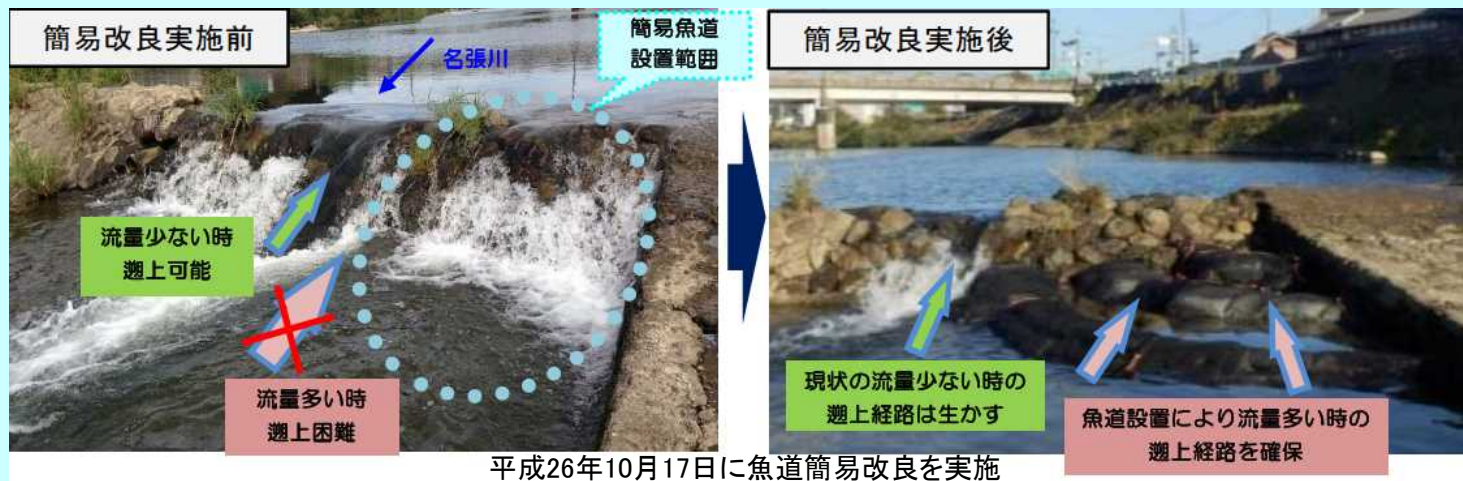 簡易改良実施前
名張川
簡易魚道
設置範囲
流量少ない時
遡上可能
流量多い時
遡上困難
簡易改良実施後
現状の流量少ない時の
遡上経路は生かす
魚道設置により流量多い時の
遡上経路を確保
平成26年10月17日に魚道簡易改良を実施